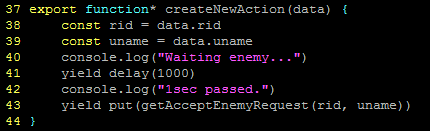 37 export function* createNewAction(data) {
38     const rid = data.rid
39     const uname = data.uname
40     console.log("Waiting enemy...")
41     yield delay(1000)
42     console.log("1sec passed.")
43     yield put(getAcceptEnemyRequest(rid, uname))
44 }